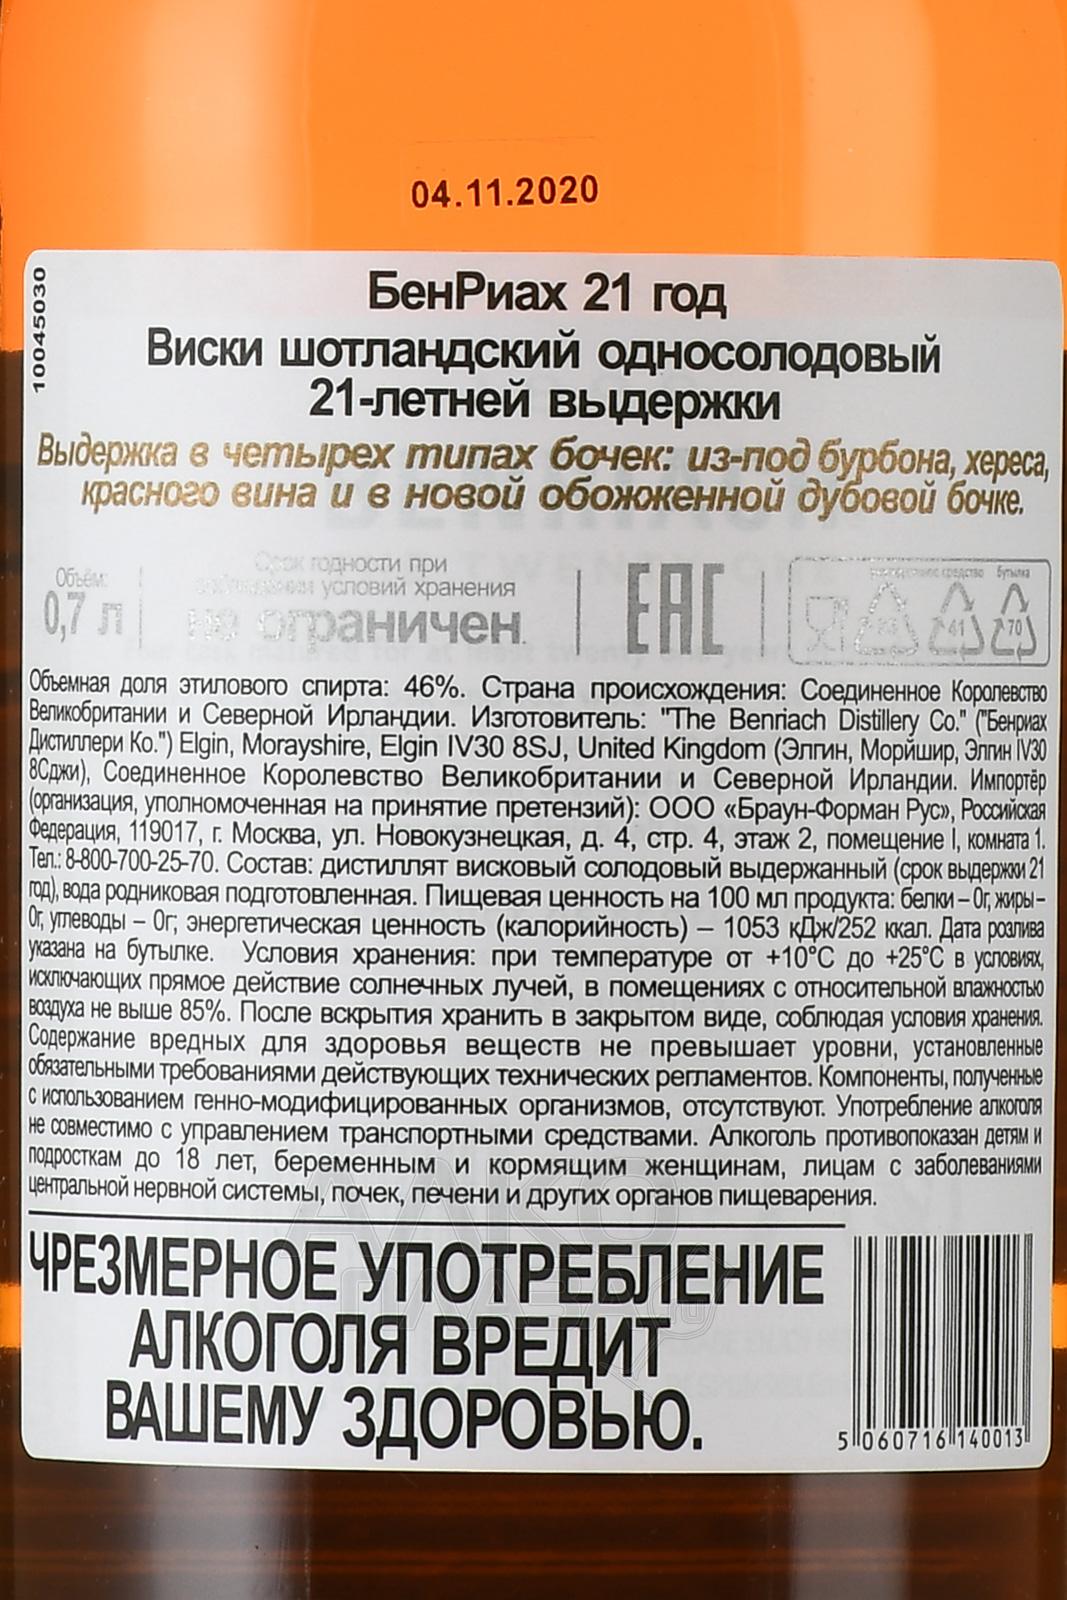 04.11.2020
10045030
БенРиах 21 год
Виски шотландский односолодовый
21-летней выдержки
Выдержка в четырех типах бочек: из-под бурбона, хереса,
красного вина и в новой обожженной дубовой бочке.
Объём:
0,7 л
Срок годности при
соблюдении условий хранения
не ограничен.
EAC
средство
бутылка
41
70
Объемная доля этилового спирта: 46%. Страна происхождения: Соединенное Королевство
Великобритании и Северной Ирландии. Изготовитель: "The Benriach Distillery Co." ("Бенриах
Дистиллери Ко.") Elgin, Morayshire, Elgin IV30 8SJ, United Kingdom (Элгин, Морйшир, Элгин IV30
8Сджи), Соединенное Королевство Великобритании и Северной Ирландии. Импортёр
(организация, уполномоченная на принятие претензий): ООО «Браун-Форман Рус», Российская
Федерация, 119017, г. Москва, ул. Новокузнецкая, д. 4, стр. 4, этаж 2, помещение I, комната 1.
Тел.: 8-800-700-25-70. Состав: дистиллят висковый солодовый выдержанный (срок выдержки 21
год), вода родниковая подготовленная. Пищевая ценность на 100 мл продукта: белки – 0г, жиры –
0г, углеводы – 0г; энергетическая ценность (калорийность) – 1053 кДж/252 ккал. Дата розлива
указана на бутылке. Условия хранения: при температуре от +10°С до +25°С в условиях,
исключающих прямое действие солнечных лучей, в помещениях с относительной влажностью
воздуха не выше 85%. После вскрытия хранить в закрытом виде, соблюдая условия хранения.
Содержание вредных для здоровья веществ не превышает уровни, установленные
обязательными требованиями действующих технических регламентов. Компоненты, полученные
с использованием генно-модифицированных организмов, отсутствуют. Употребление алкоголя
не совместимо с управлением транспортными средствами. Алкоголь противопоказан детям и
подросткам до 18 лет, беременным и кормящим женщинам, лицам с заболеваниями
центральной нервной системы, почек, печени и других органов пищеварения.
ЧРЕЗМЕРНОЕ УПОТРЕБЛЕНИЕ
АЛКОГОЛЯ ВРЕДИТ
ВАШЕМУ ЗДОРОВЬЮ.
5 060716 140013